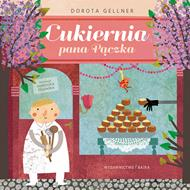 DOROTA GELLNER
Cukiernia
pana Pączka
WYDAWNICTWO BAJKA